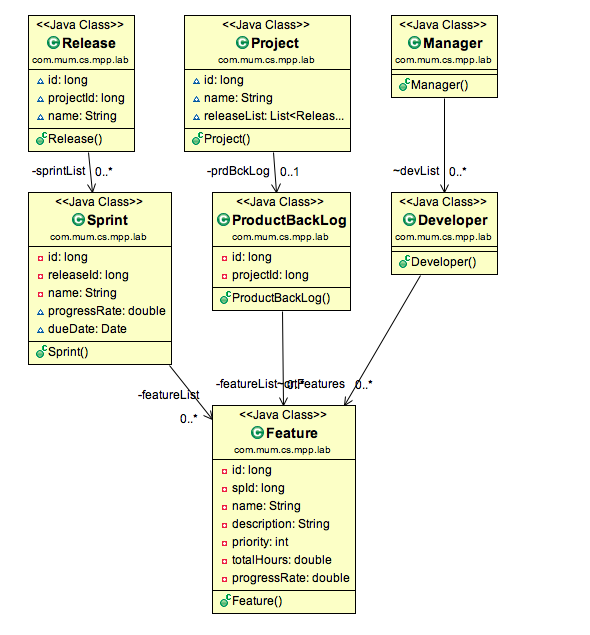 <<Java Class>>
Release
com.mum.cs.mpp.lab
id: long
projectId: long
name: String
Release()
<<Java Class>>
Project
com.mum.cs.mpp.lab
id: long
name: String
releaseList: List<Releas...
Project()
<<Java Class>>
Manager
com.mum.cs.mpp.lab
Manager()
-sprintList
0..*
-prdBckLog
0..1
~devList
0..*
<<Java Class>>
Sprint
com.mum.cs.mpp.lab
id: long
releaseId: long
name: String
progressRate: double
dueDate: Date
Sprint()
<<Java Class>>
ProductBackLog
com.mum.cs.mpp.lab
id: long
projectId: long
ProductBackLog()
<<Java Class>>
Developer
com.mum.cs.mpp.lab
Developer()
-featureList
0..*
-featureList
0..*
0..*
<<Java Class>>
Feature
com.mum.cs.mpp.lab
id: long
spId: long
name: String
description: String
priority: int
totalHours: double
progressRate: double
Feature()